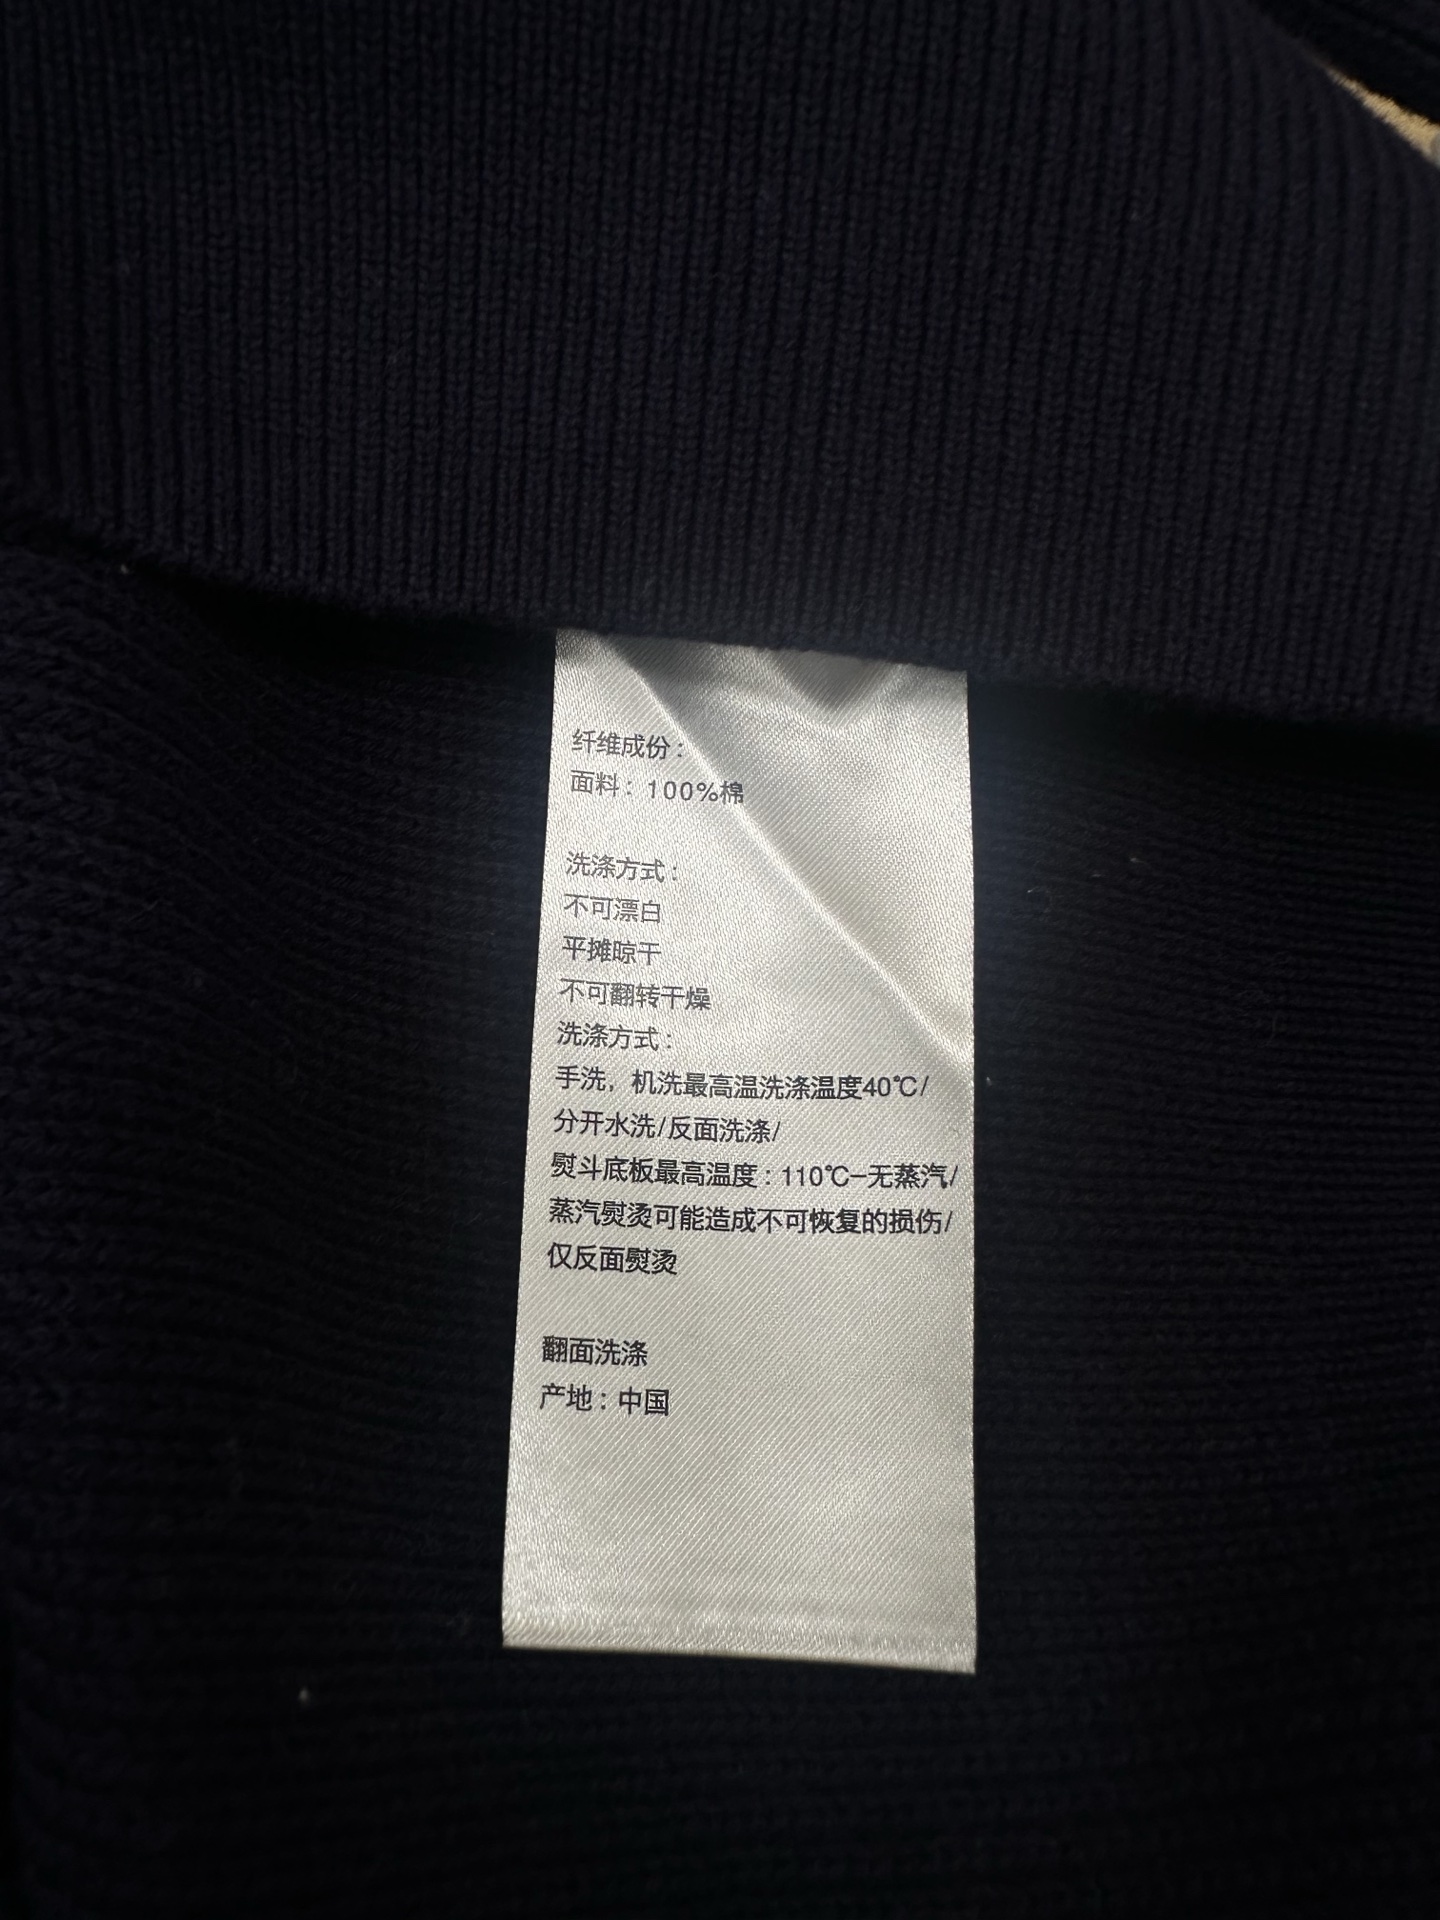 纤维成份：
面料：100%棉
洗涤方式：
不可漂白
平摊晾干
不可翻转干燥
洗涤方式：
手洗，机洗最高温洗涤温度40℃/
分开水洗/反面洗涤/
熨斗底板最高温度：110℃-无蒸汽/
蒸汽熨烫可能造成不可恢复的损伤/
仅反面熨烫
翻面洗涤
产地：中国